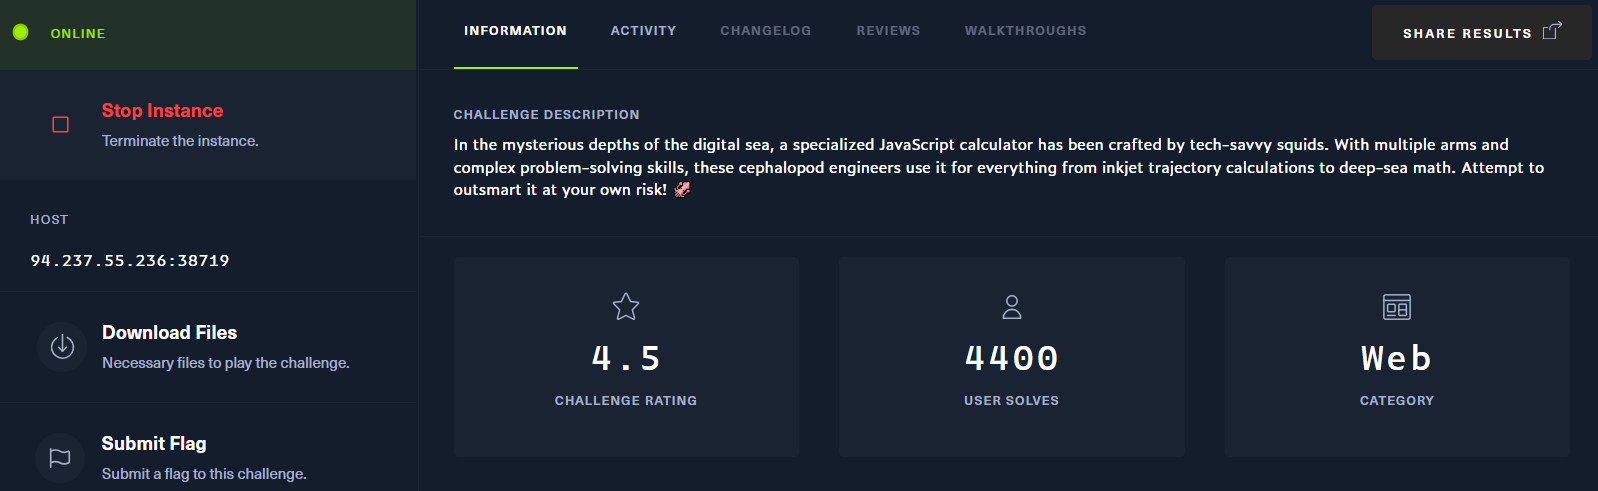 ONLINE
Stop Instance
Terminate the instance.
HOST
94.237.55.236:38719
Download Files
Necessary files to play the challenge.
Submit Flag
Submit a flag to this challenge.
INFORMATION ACTIVITY CHANGELOG REVIEWS WALKTHROUGHS
SHARE RESULTS
CHALLENGE DESCRIPTION
In the mysterious depths of the digital sea, a specialized JavaScript calculator has been crafted by tech-savvy squids. With multiple arms and
complex problem-solving skills, these cephalopod engineers use it for everything from inkjet trajectory calculations to deep-sea math. Attempt to
outsmart it at your own risk! 🦑
4.5
CHALLENGE RATING
4400
USER SOLVES
Web
CATEGORY